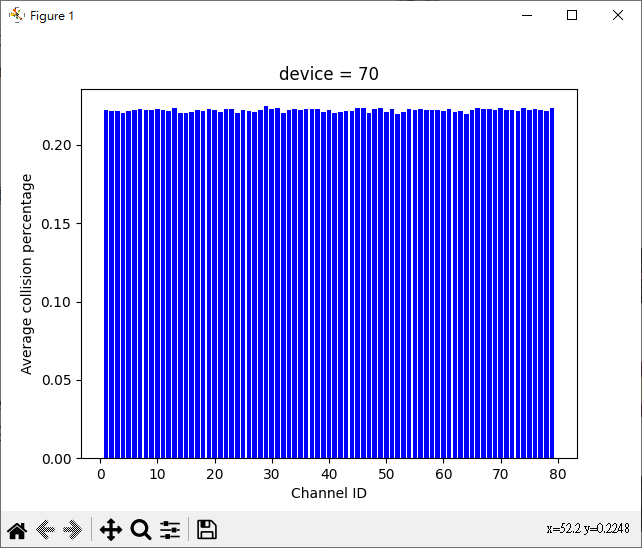 Figure 1
device = 70
Average collision percentage
0.20
0.15
0.10
0.05
0.00
0 10 20 30 40 50 60 70 80
Channel ID
x=52.2 y=0.2248